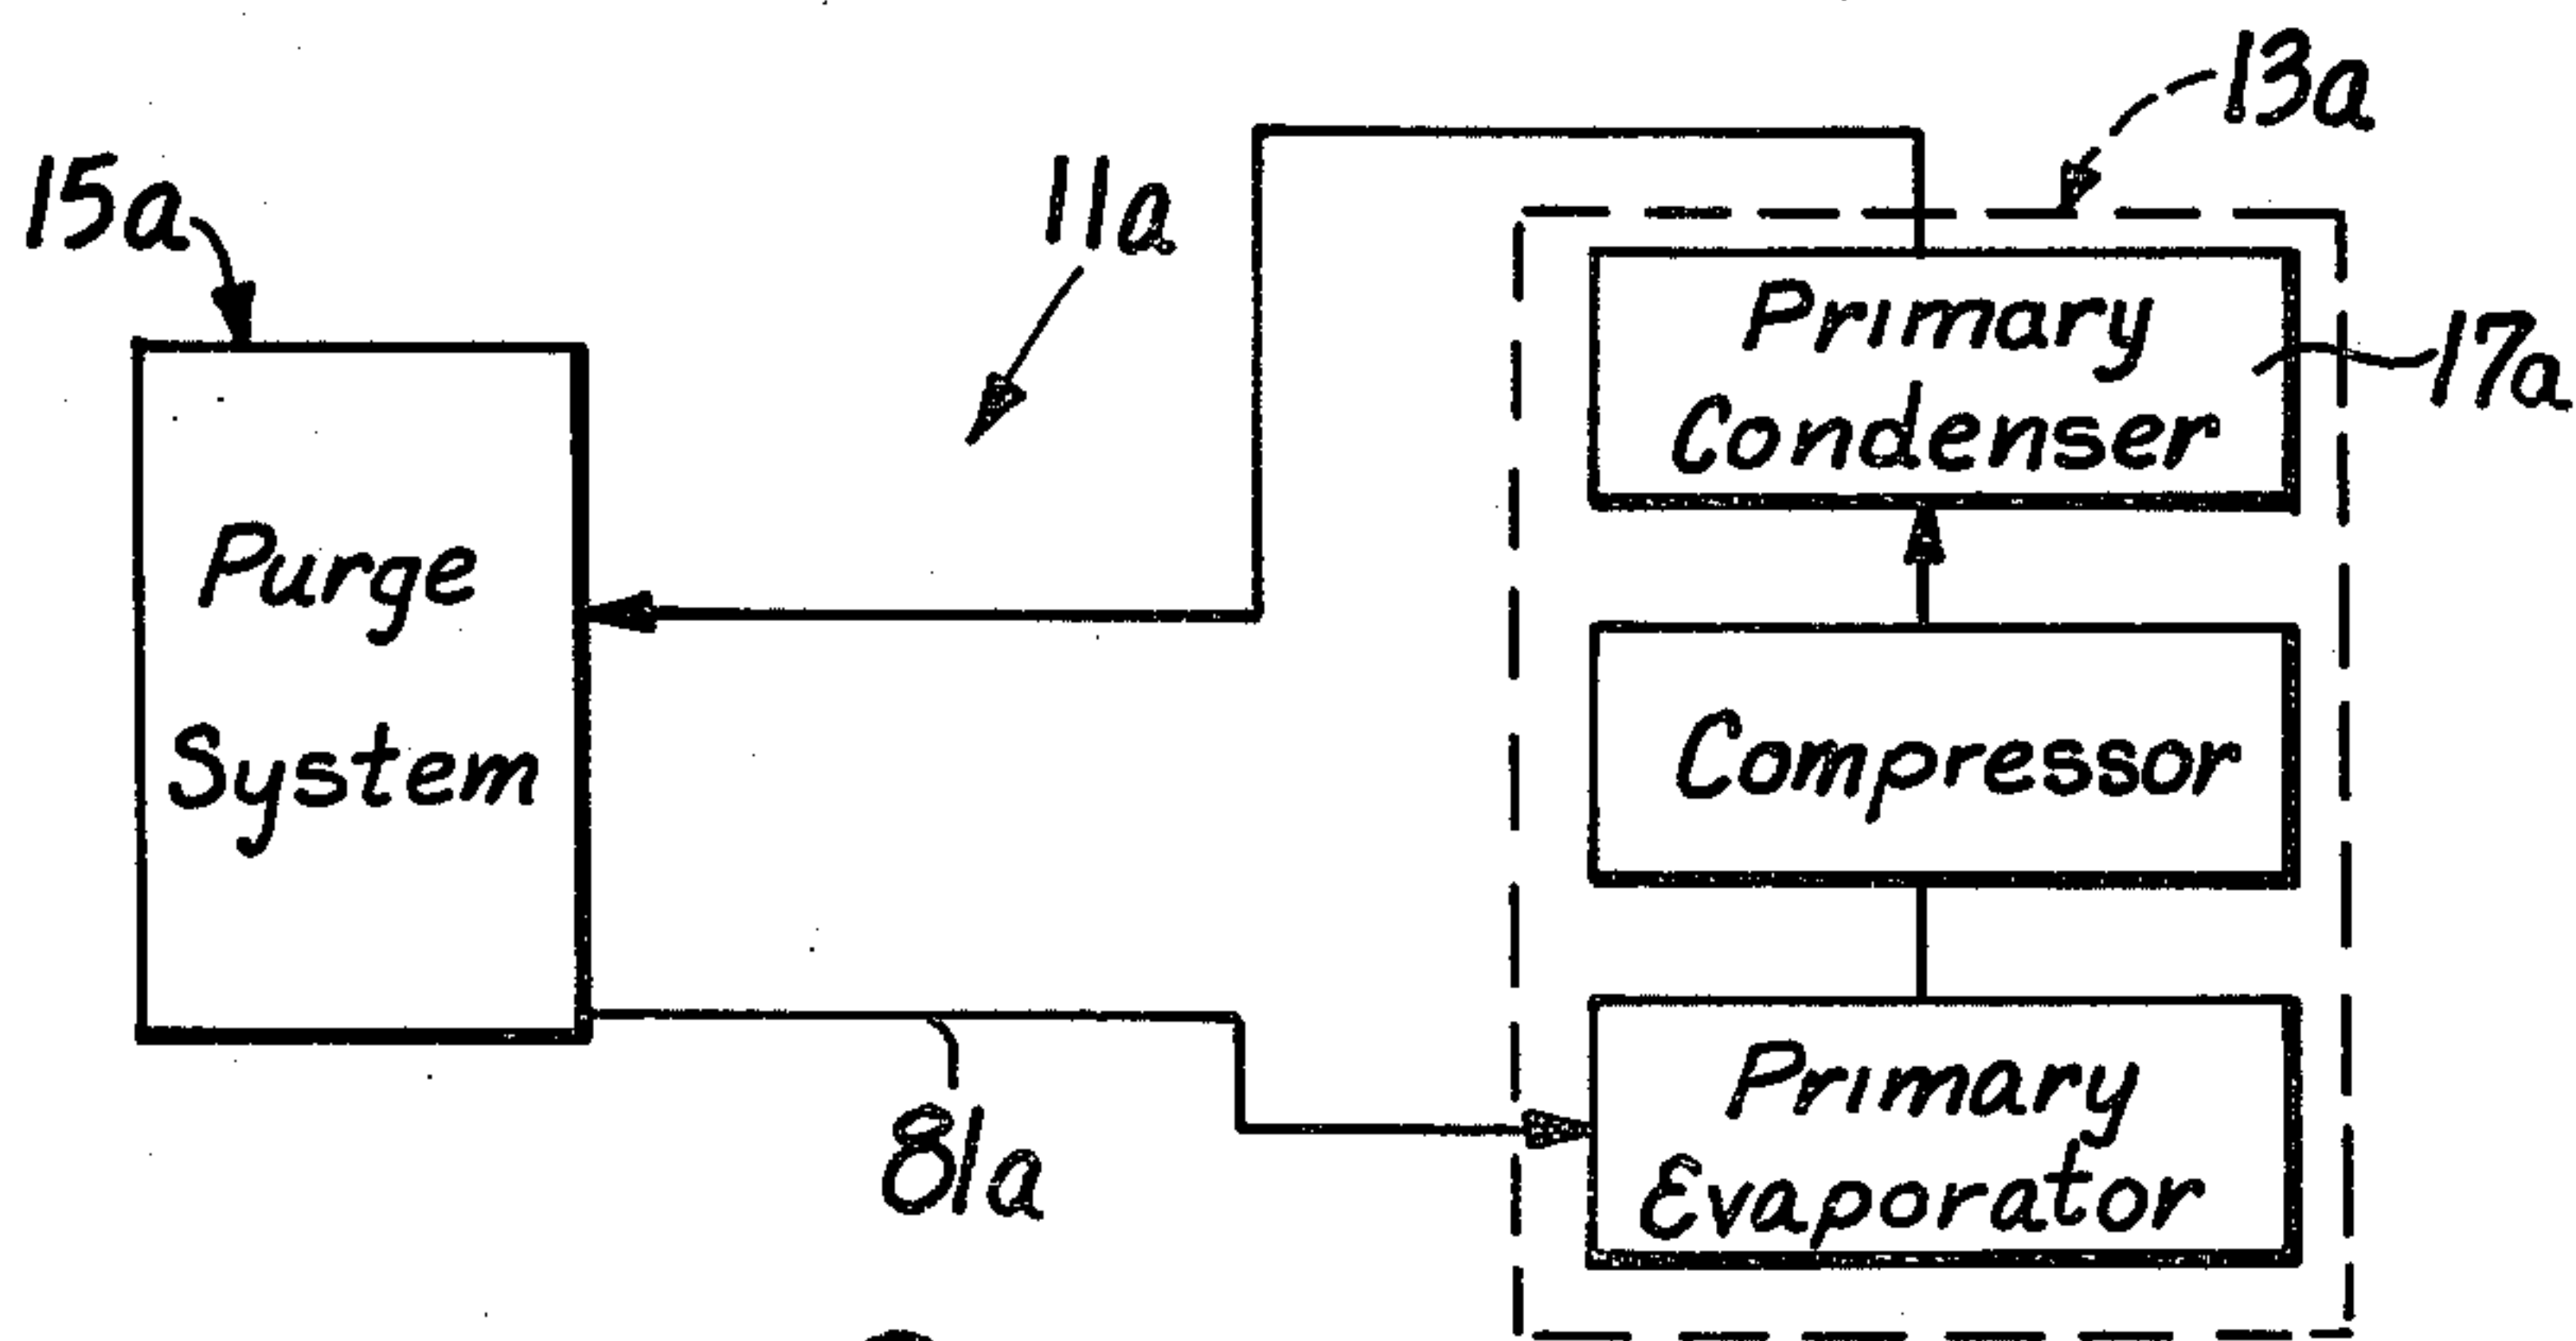 13a
15a
11a
Primary
Condenser
17a
Purge
System
Compressor
81a
Primary
Evaporator